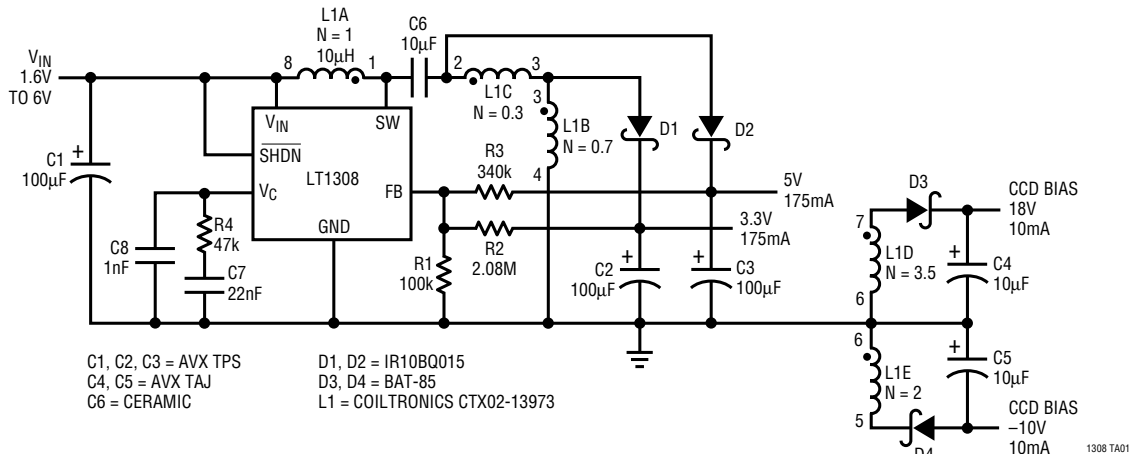 L1A
N = 1
10µH
C6
10µF
VIN
1.6V
TO 6V
8
1
2
3
L1C
N = 0.3
3
L1B
N = 0.7
4
D1
D2
VIN
SW
SHDN
LT1308
VC
FB
GND
C1
100µF
+
R3
340k
R2
2.08M
R1
100k
5V
175mA
3.3V
175mA
R4
47k
C8
1nF
C7
22nF
+
C2
100µF
+
C3
100µF
D3
CCD BIAS
18V
10mA
7
L1D
N = 3.5
6
+
C4
10µF
6
L1E
N = 2
5
+
C5
10µF
CCD BIAS
–10V
10mA
D4
C1, C2, C3 = AVX TPS
C4, C5 = AVX TAJ
C6 = CERAMIC
D1, D2 = IR10BQ015
D3, D4 = BAT-85
L1 = COILTRONICS CTX02-13973
1308 TA01